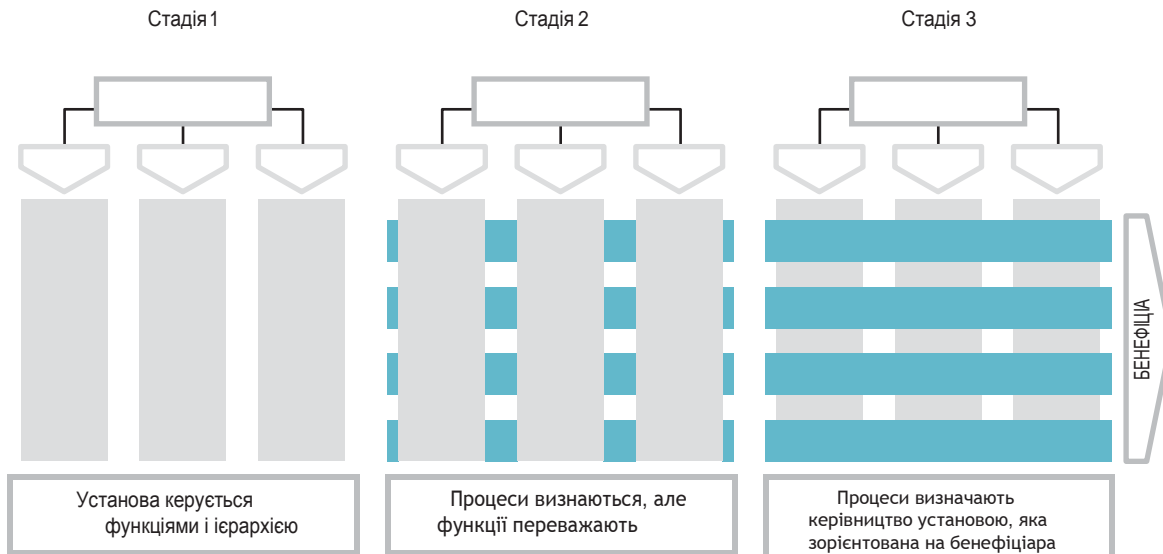 Стадія 1
Стадія 2
Стадія 3
БЕНЕФІЦІА
Установа керується
функціями і ієрархією
Процеси визнаються, але
функції переважають
Процеси визначають
керівництво установою, яка
зорієнтована на бенефіціара